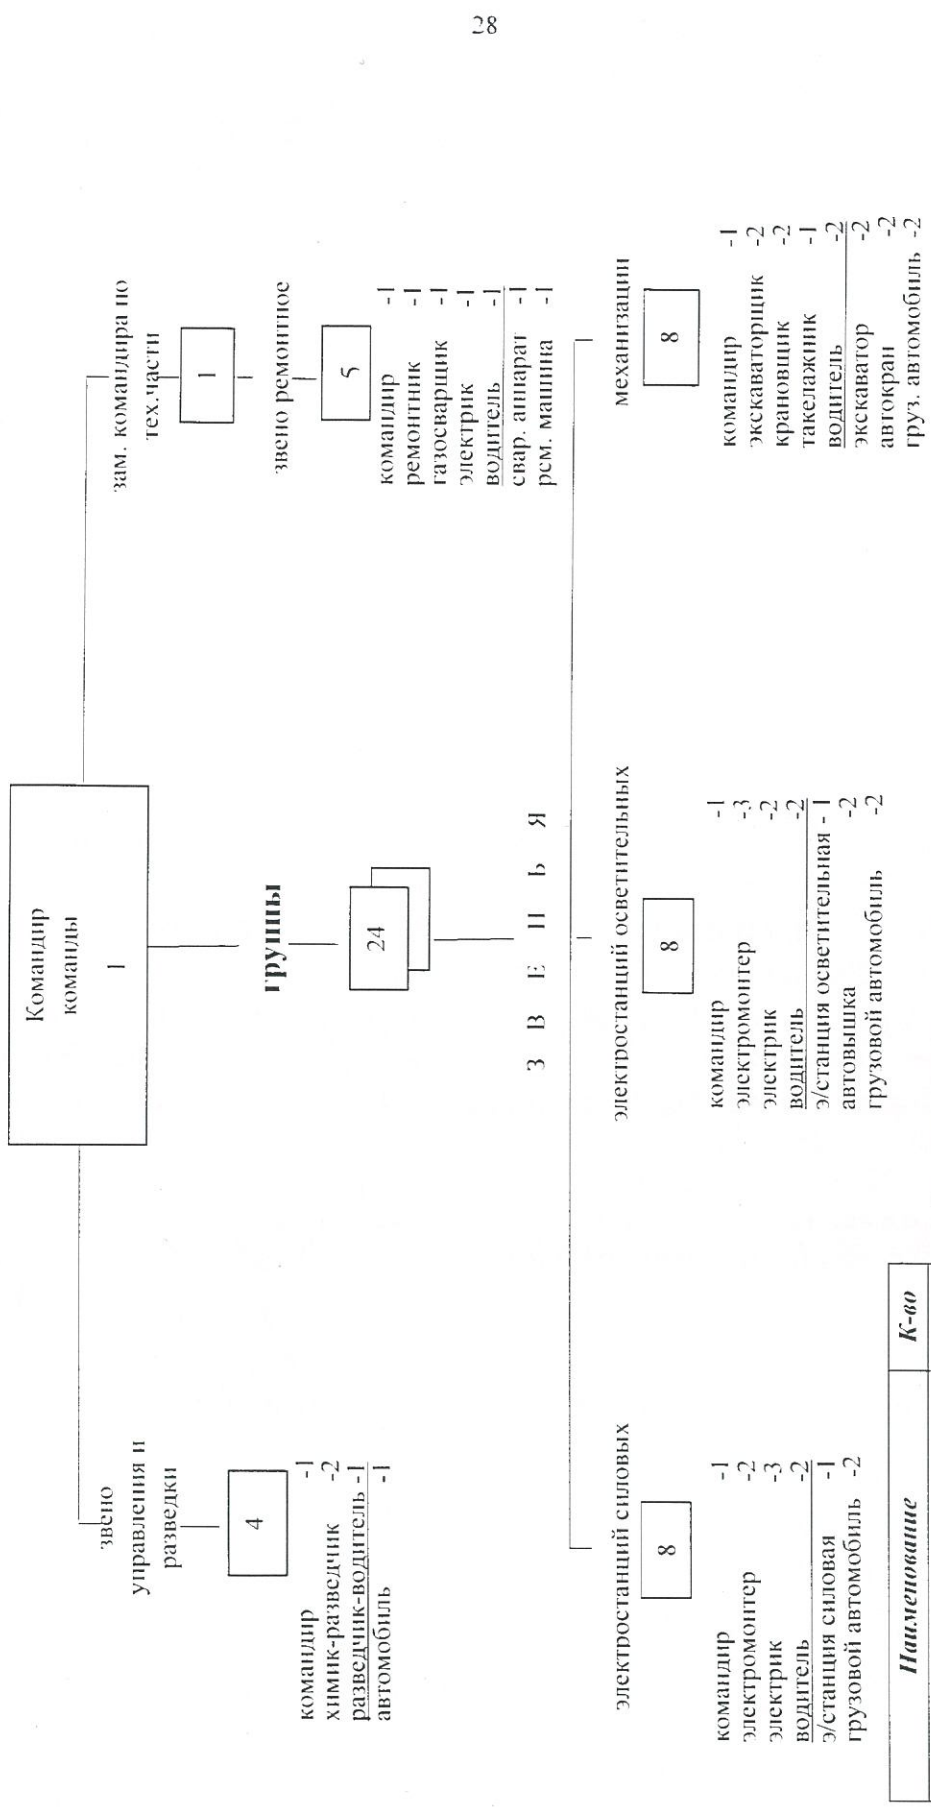 28
Командир
команды
1
звено
управления и
разведки
4
командир -1
химик-разведчик -2
разведчик-водитель -1
автомобиль -1
группы
24
зам. командира по
тех.части
1
звено ремонтное
5
командир -1
ремонтник -1
газосварщик -1
электрик -1
водитель -1
свар. аппарат -1
рем. машина -1
З В Е Н Ь Я
электростанций силовых
8
командир -1
электромонтер -2
электрик -3
водитель -2
э/станция силовая -1
грузовой автомобиль -2
электростанций осветительных
8
командир -1
электромонтер -3
электрик -2
водитель -2
э/станция осветительная - 1
автовышка -2
грузовой автомобиль -2
механизации
8
командир -1
экскаваторщик -2
крановщик -2
такелажник -1
водитель -2
экскаватор -2
автокран -2
груз. автомобиль -2
Наименование К-во